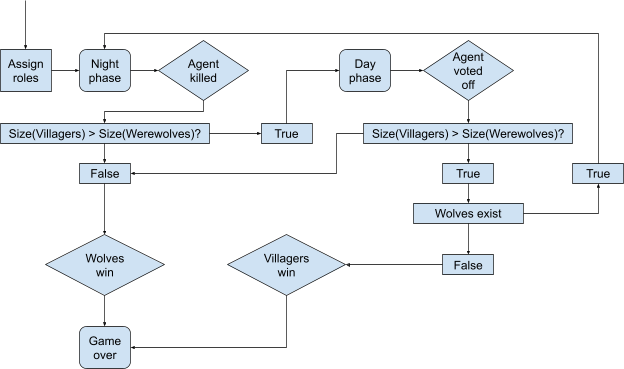 Assign
roles
Night
phase
Agent
killed
Day
phase
Agent
voted
off
Size(Villagers) > Size(Werewolves)?
True
Size(Villagers) > Size(Werewolves)?
False
True
True
Wolves exist
Wolves
win
Villagers
win
False
Game
over